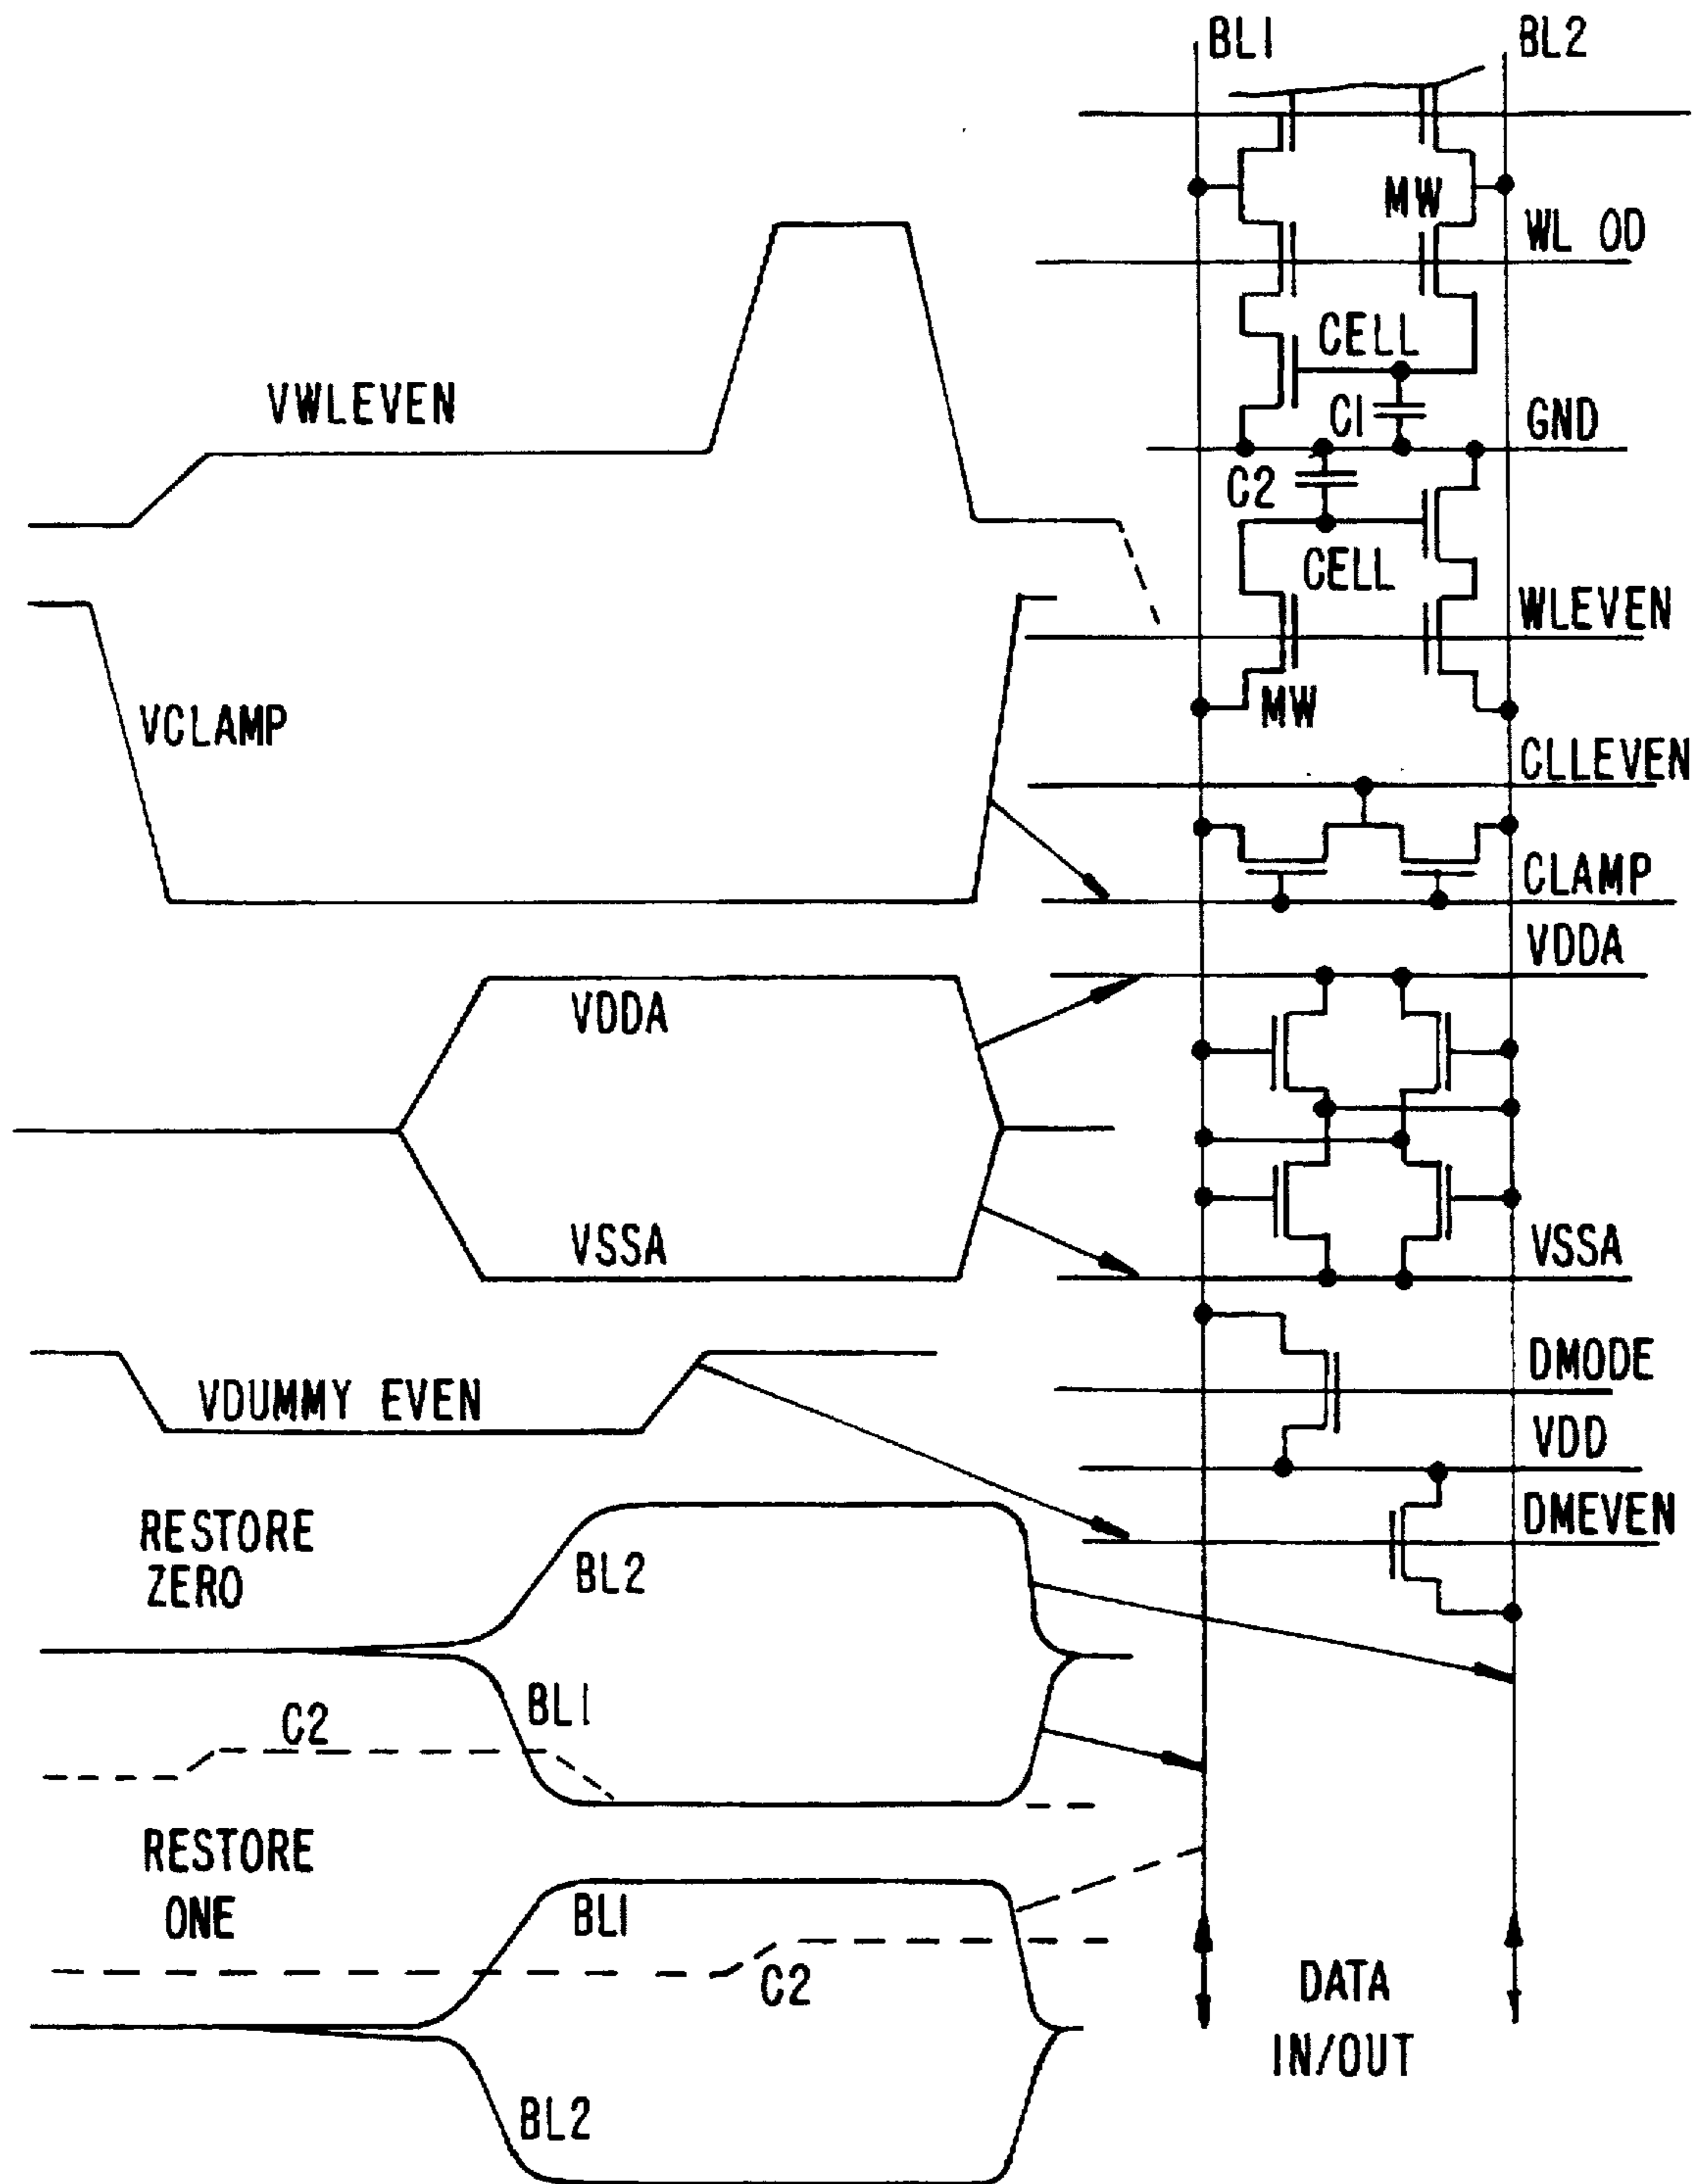 BL1
BL2
MW
WL OD
CELL
C1
GND
C2
CELL
VWLEVEN
WLEVEN
MW
VCLAMP
CLLEVEN
CLAMP
VDDA
VDDA
VSSA
VSSA
DMODE
VDUMMY EVEN
VDD
DMEVEN
RESTORE
ZERO
BL2
BL1
C2
RESTORE
ONE
BL1
C2
BL2
DATA
IN/OUT